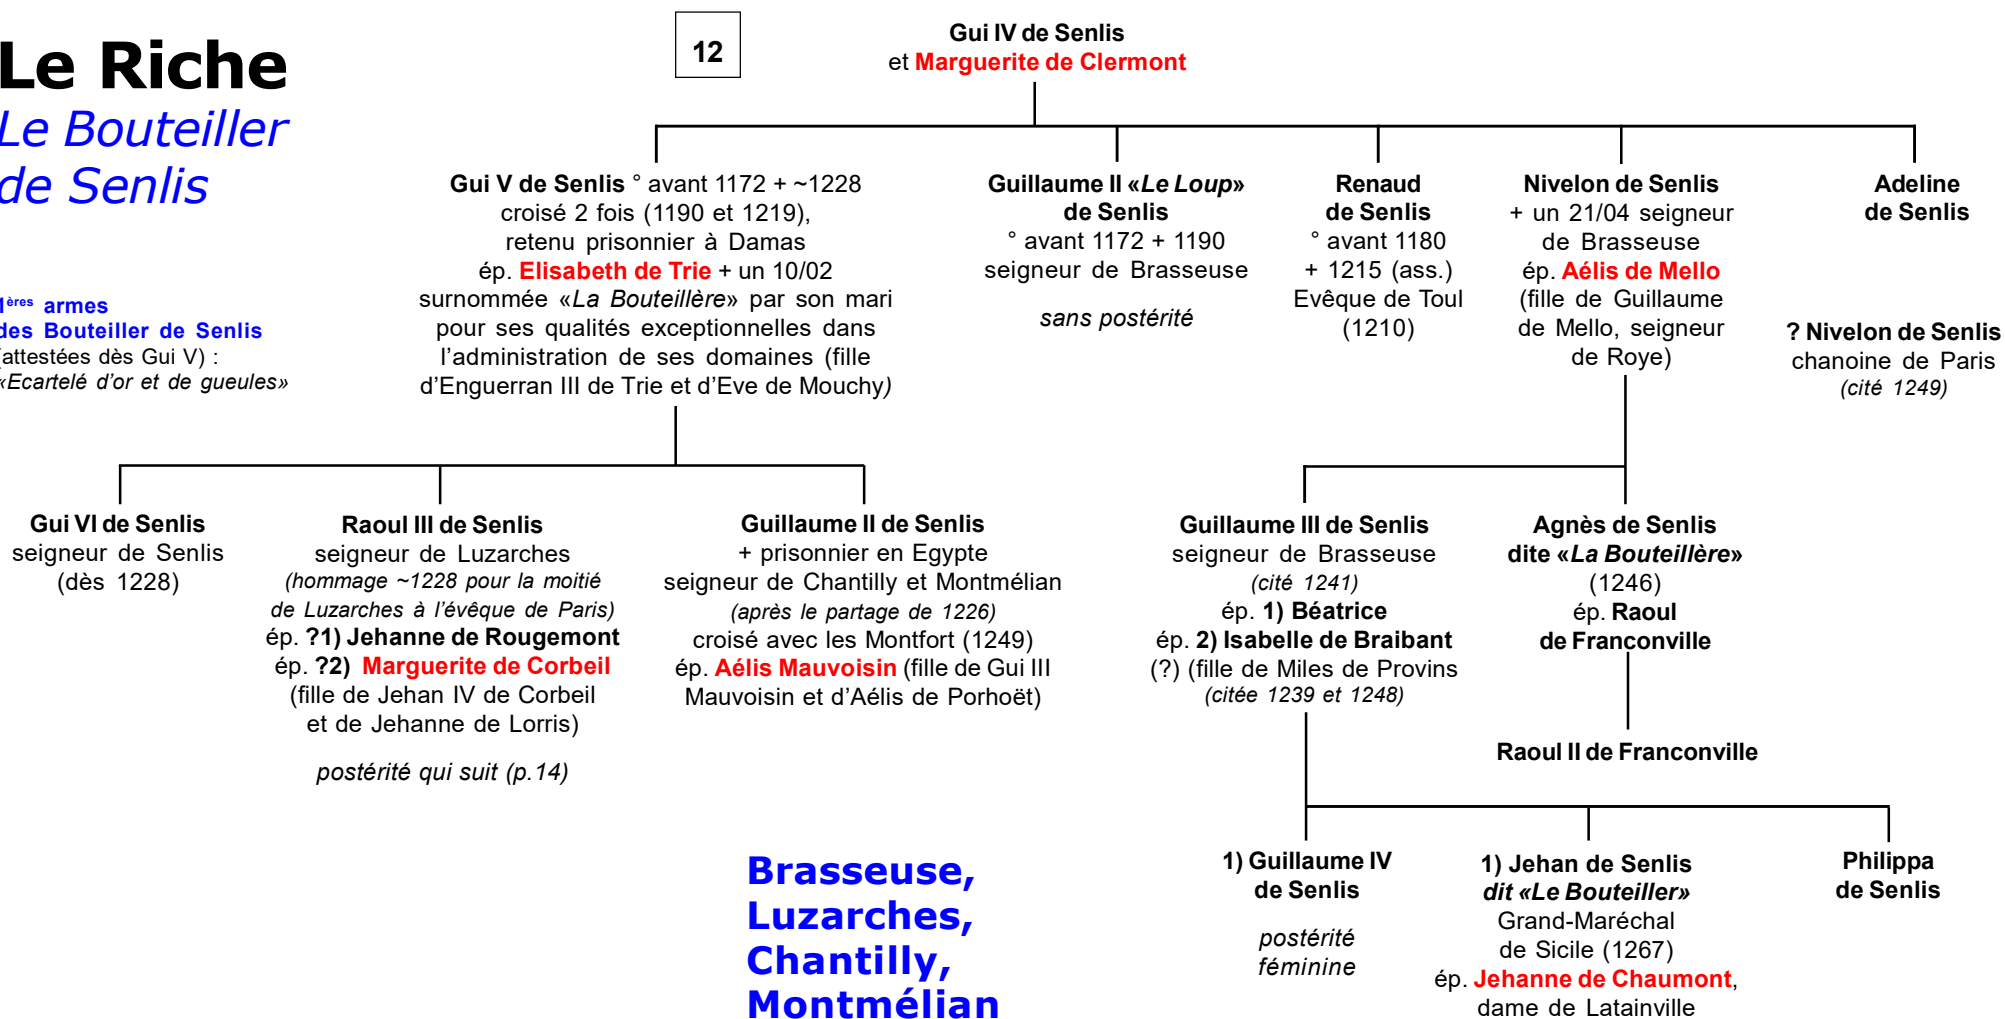 Le Riche
Le Bouteiller
de Senlis
12
Gui IV de Senlis
et Marguerite de Clermont
1ères armes
des Bouteiller de Senlis
(attestées dès Gui V) :
«Ecartelé d'or et de gueules»
Gui V de Senlis ° avant 1172 + ~1228
croisé 2 fois (1190 et 1219),
retenu prisonnier à Damas
ép. Elisabeth de Trie + un 10/02
surnommée «La Bouteillère» par son mari
pour ses qualités exceptionnelles dans
l'administration de ses domaines (fille
d'Enguerran III de Trie et d'Eve de Mouchy)
Guillaume II «Le Loup»
de Senlis
° avant 1172 + 1190
seigneur de Brasseuse
sans postérité
Renaud
de Senlis
° avant 1180
+ 1215 (ass.)
Evêque de Toul
(1210)
Nivelon de Senlis
+ un 21/04 seigneur
de Brasseuse
ép. Aélis de Mello
(fille de Guillaume
de Mello, seigneur
de Roye)
Adeline
de Senlis
? Nivelon de Senlis
chanoine de Paris
(cité 1249)
Gui VI de Senlis
seigneur de Senlis
(dès 1228)
Raoul III de Senlis
seigneur de Luzarches
(hommage ~1228 pour la moitié
de Luzarches à l'évêque de Paris)
ép. ?1) Jehanne de Rougemont
ép. ?2) Marguerite de Corbeil
(fille de Jehan IV de Corbeil
et de Jehanne de Lorris)
postérité qui suit (p.14)
Guillaume II de Senlis
+ prisonnier en Egypte
seigneur de Chantilly et Montmélian
(après le partage de 1226)
croisé avec les Montfort (1249)
ép. Aélis Mauvoisin (fille de Gui III
Mauvoisin et d'Aélis de Porhoët)
Guillaume III de Senlis
seigneur de Brasseuse
(cité 1241)
ép. 1) Béatrice
ép. 2) Isabelle de Braibant
(?) (fille de Miles de Provins
(citée 1239 et 1248)
Agnès de Senlis
dite «La Bouteillère»
(1246)
ép. Raoul
de Franconville
Raoul II de Franconville
1) Guillaume IV
de Senlis
postérité
féminine
1) Jehan de Senlis
dit «Le Bouteiller»
Grand-Maréchal
de Sicile (1267)
ép. Jehanne de Chaumont,
dame de Latainville
Philippa
de Senlis
Brasseuse,
Luzarches,
Chantilly,
Montmélian